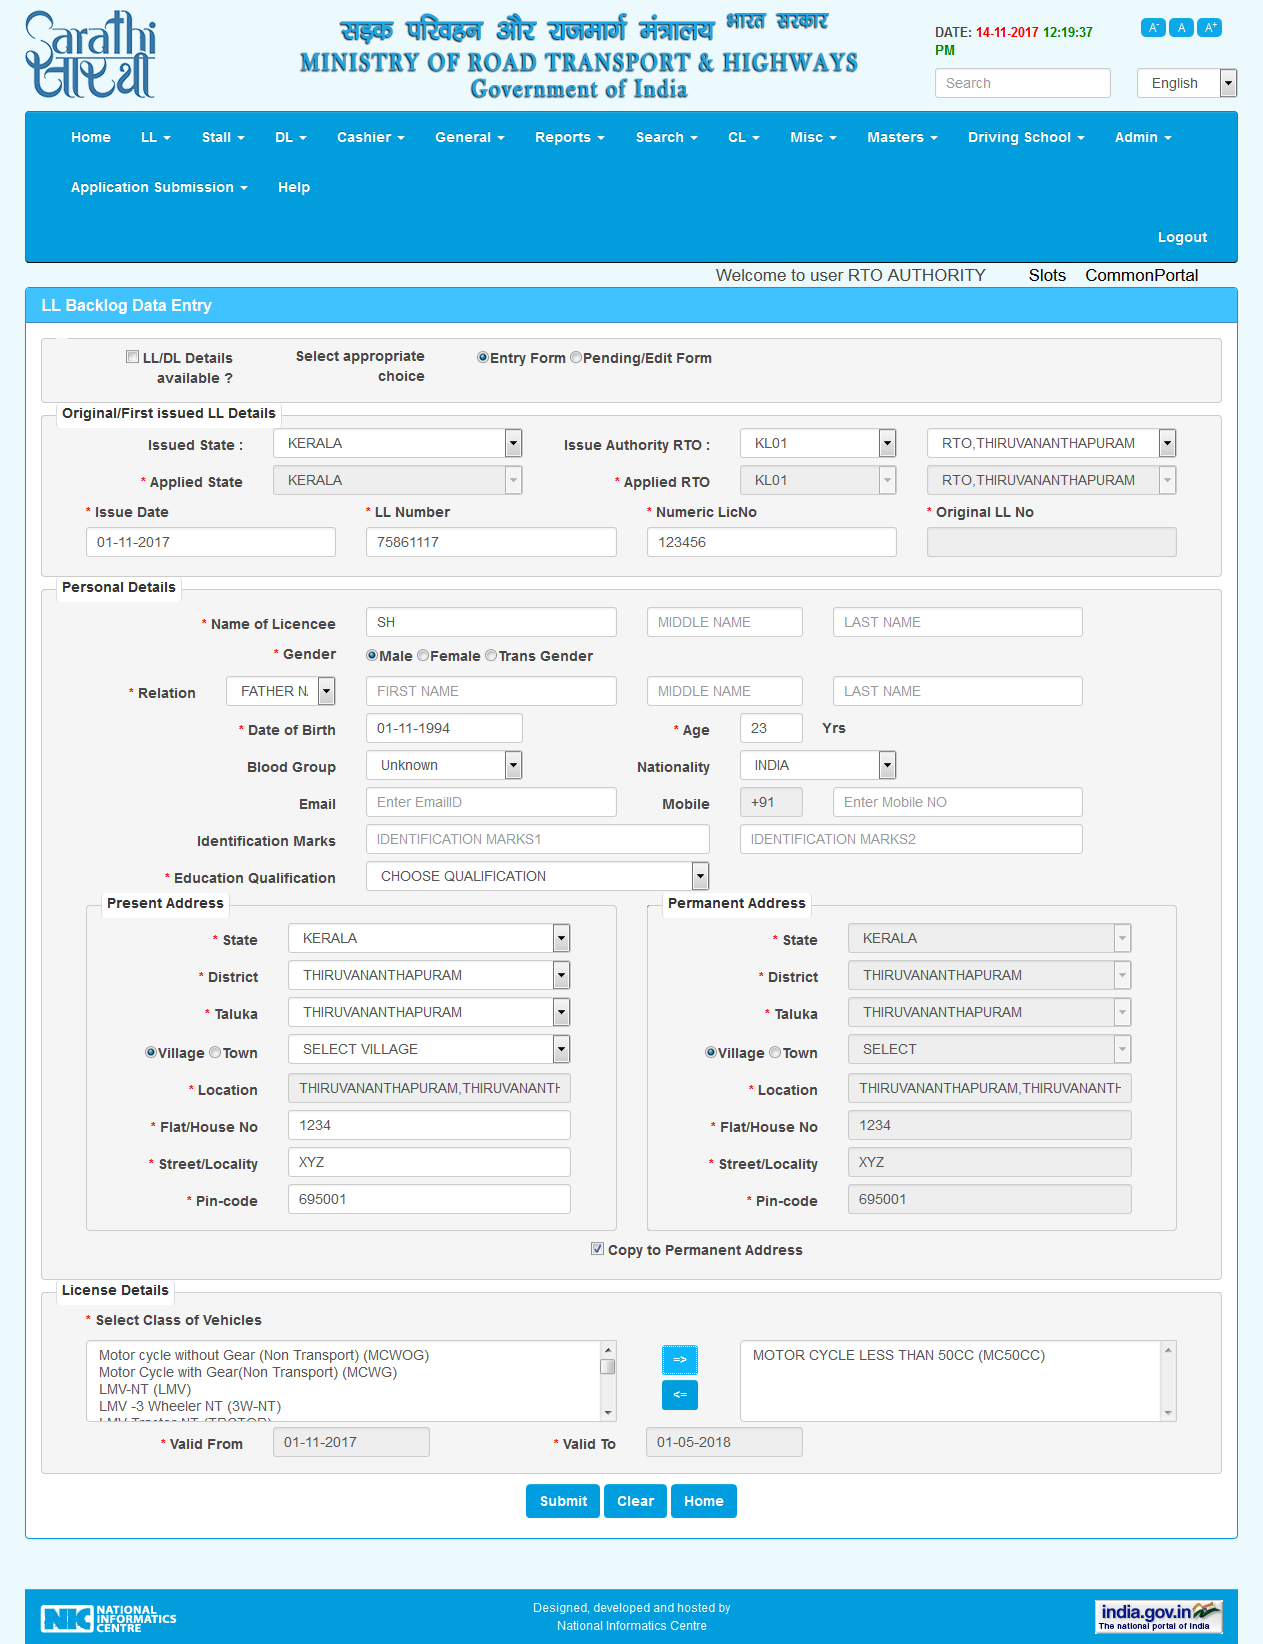 Sarathi
सारथी
सड़क परिवहन और राजमार्ग मंत्रालय भारत सरकार
MINISTRY OF ROAD TRANSPORT & HIGHWAYS
Government of India
DATE: 14-11-2017 12:19:37 PM
A- A A+
Search English
Home LL Stall DL Cashier General Reports Search CL Misc Masters Driving School Admin
Application Submission Help
Logout
Welcome to user RTO AUTHORITY Slots CommonPortal
LL Backlog Data Entry
LL/DL Details available ? Select appropriate choice Entry Form Pending/Edit Form
Original/First issued LL Details
Issued State : KERALA Issue Authority RTO : KL01 RTO,THIRUVANANTHAPURAM
* Applied State KERALA * Applied RTO KL01 RTO,THIRUVANANTHAPURAM
* Issue Date * LL Number * Numeric LicNo * Original LL No
01-11-2017 75861117 123456
Personal Details
* Name of Licencee SH MIDDLE NAME LAST NAME
* Gender Male Female Trans Gender
* Relation FATHER NA FIRST NAME MIDDLE NAME LAST NAME
* Date of Birth 01-11-1994 * Age 23 Yrs
Blood Group Unknown Nationality INDIA
Email Enter EmailID Mobile +91 Enter Mobile NO
Identification Marks IDENTIFICATION MARKS1 IDENTIFICATION MARKS2
* Education Qualification CHOOSE QUALIFICATION
Present Address Permanent Address
* State KERALA * State KERALA
* District THIRUVANANTHAPURAM * District THIRUVANANTHAPURAM
* Taluka THIRUVANANTHAPURAM * Taluka THIRUVANANTHAPURAM
Village Town SELECT VILLAGE Village Town SELECT
* Location THIRUVANANTHAPURAM,THIRUVANANTH * Location THIRUVANANTHAPURAM,THIRUVANANTH
* Flat/House No 1234 * Flat/House No 1234
* Street/Locality XYZ * Street/Locality XYZ
* Pin-code 695001 * Pin-code 695001
Copy to Permanent Address
License Details
* Select Class of Vehicles
Motor cycle without Gear (Non Transport) (MCWOG) => MOTOR CYCLE LESS THAN 50CC (MC50CC)
Motor Cycle with Gear(Non Transport) (MCWG)
LMV-NT (LMV) <=
LMV -3 Wheeler NT (3W-NT)
LMV Tractor NT (TRCTOR)
* Valid From 01-11-2017 * Valid To 01-05-2018
Submit Clear Home
NIC NATIONAL INFORMATICS CENTRE
Designed, developed and hosted by
National Informatics Centre
india.gov.in
The national portal of India